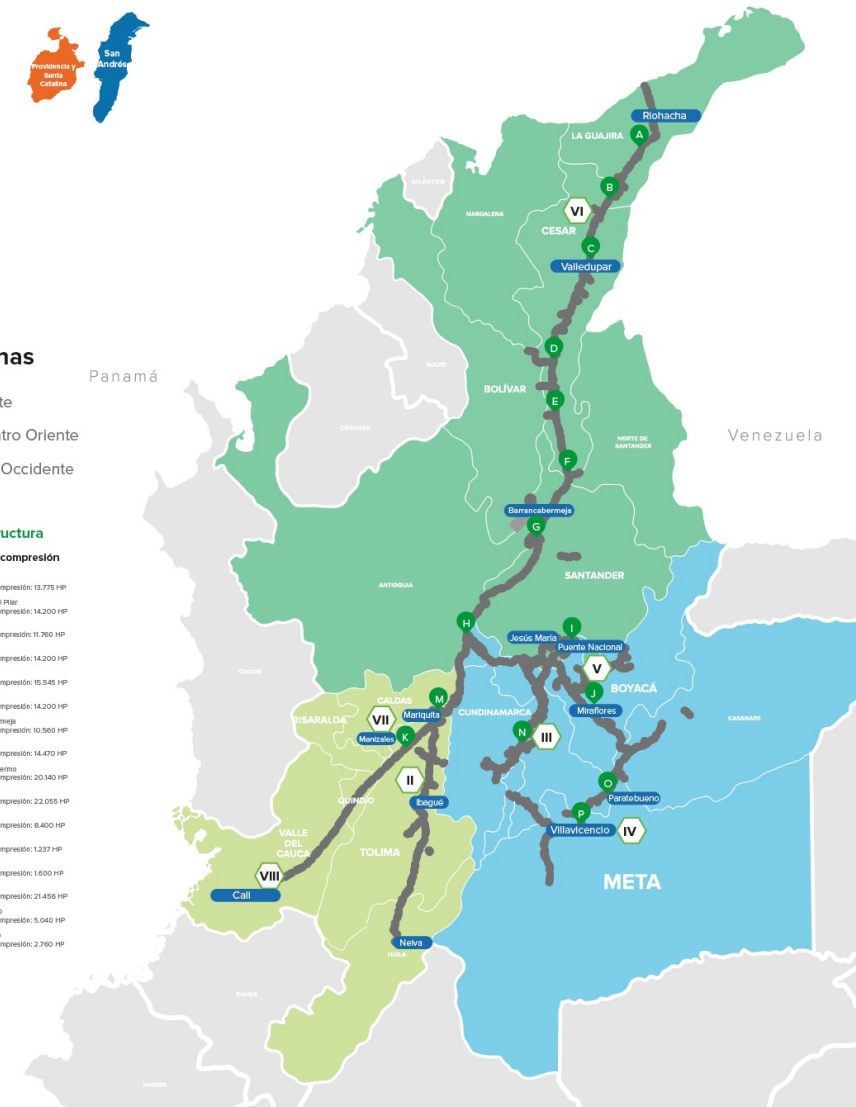 San
Andrés
Providencia y
Santa
Catalina
Riohacha
LA GUAJIRA
A
B
ATLÁNTICO
MAGDALENA
VI
CESAR
C
Valledupar
nas
Panamá
te
D
SUCRE
BOLÍVAR
E
tro Oriente
CÓRDOBA
NORTE DE
SANTANDER
Venezuela
Occidente
F
Barrancabermeja
G
uctura
compresión
ANTIOQUIA
SANTANDER
mpresión: 13.775 HP
l Pilar
mpresión: 14.200 HP
mpresión: 11.760 HP
mpresión: 14.200 HP
mpresión: 15.545 HP
mpresión: 14.200 HP
meja
mpresión: 10.560 HP
mpresión: 14.470 HP
ermo
mpresión: 20.140 HP
mpresión: 22.055 HP
mpresión: 8.400 HP
mpresión: 1.237 HP
mpresión: 1.600 HP
mpresión: 21.456 HP
o
mpresión: 5.040 HP
o
mpresión: 2.760 HP
H
I
Jesús María
Puente Nacional
CHOCÓ
V
BOYACÁ
J
Miraflores
CALDAS
M
Mariquita
CUNDINAMARCA
CASANARE
RISARALDA
VII
Manizales
K
N
III
II
QUINDÍO
Ibagué
O
Paratebueno
P
Villavicencio
IV
VALLE
DEL
CAUCA
TOLIMA
VIII
Cali
META
Neiva
HUILA
CAUCA
NARIÑO